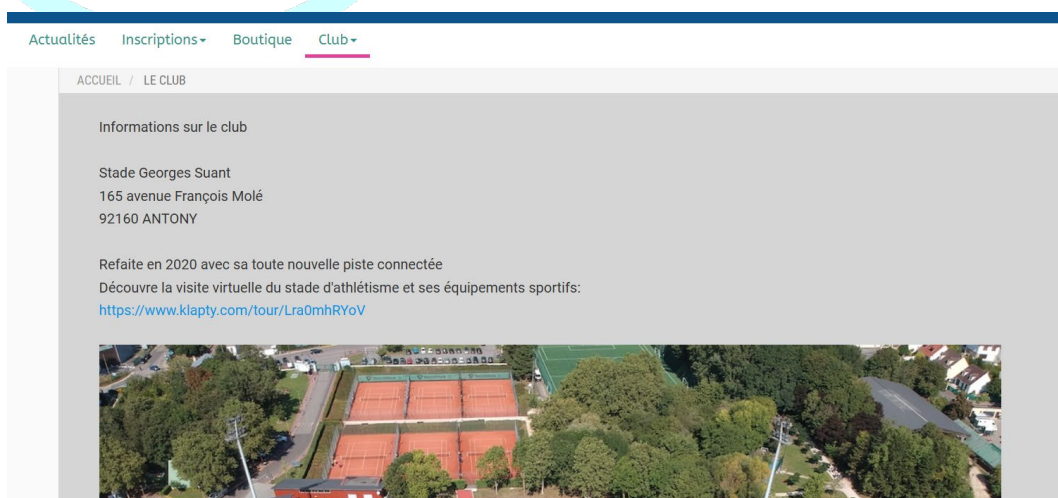 Actualités Inscriptions Boutique Club
ACCUEIL / LE CLUB
Informations sur le club
Stade Georges Suant
165 avenue François Molé
92160 ANTONY
Refaite en 2020 avec sa toute nouvelle piste connectée
Découvre la visite virtuelle du stade d'athlétisme et ses équipements sportifs:
https://www.klapty.com/tour/Lra0mhRYoV